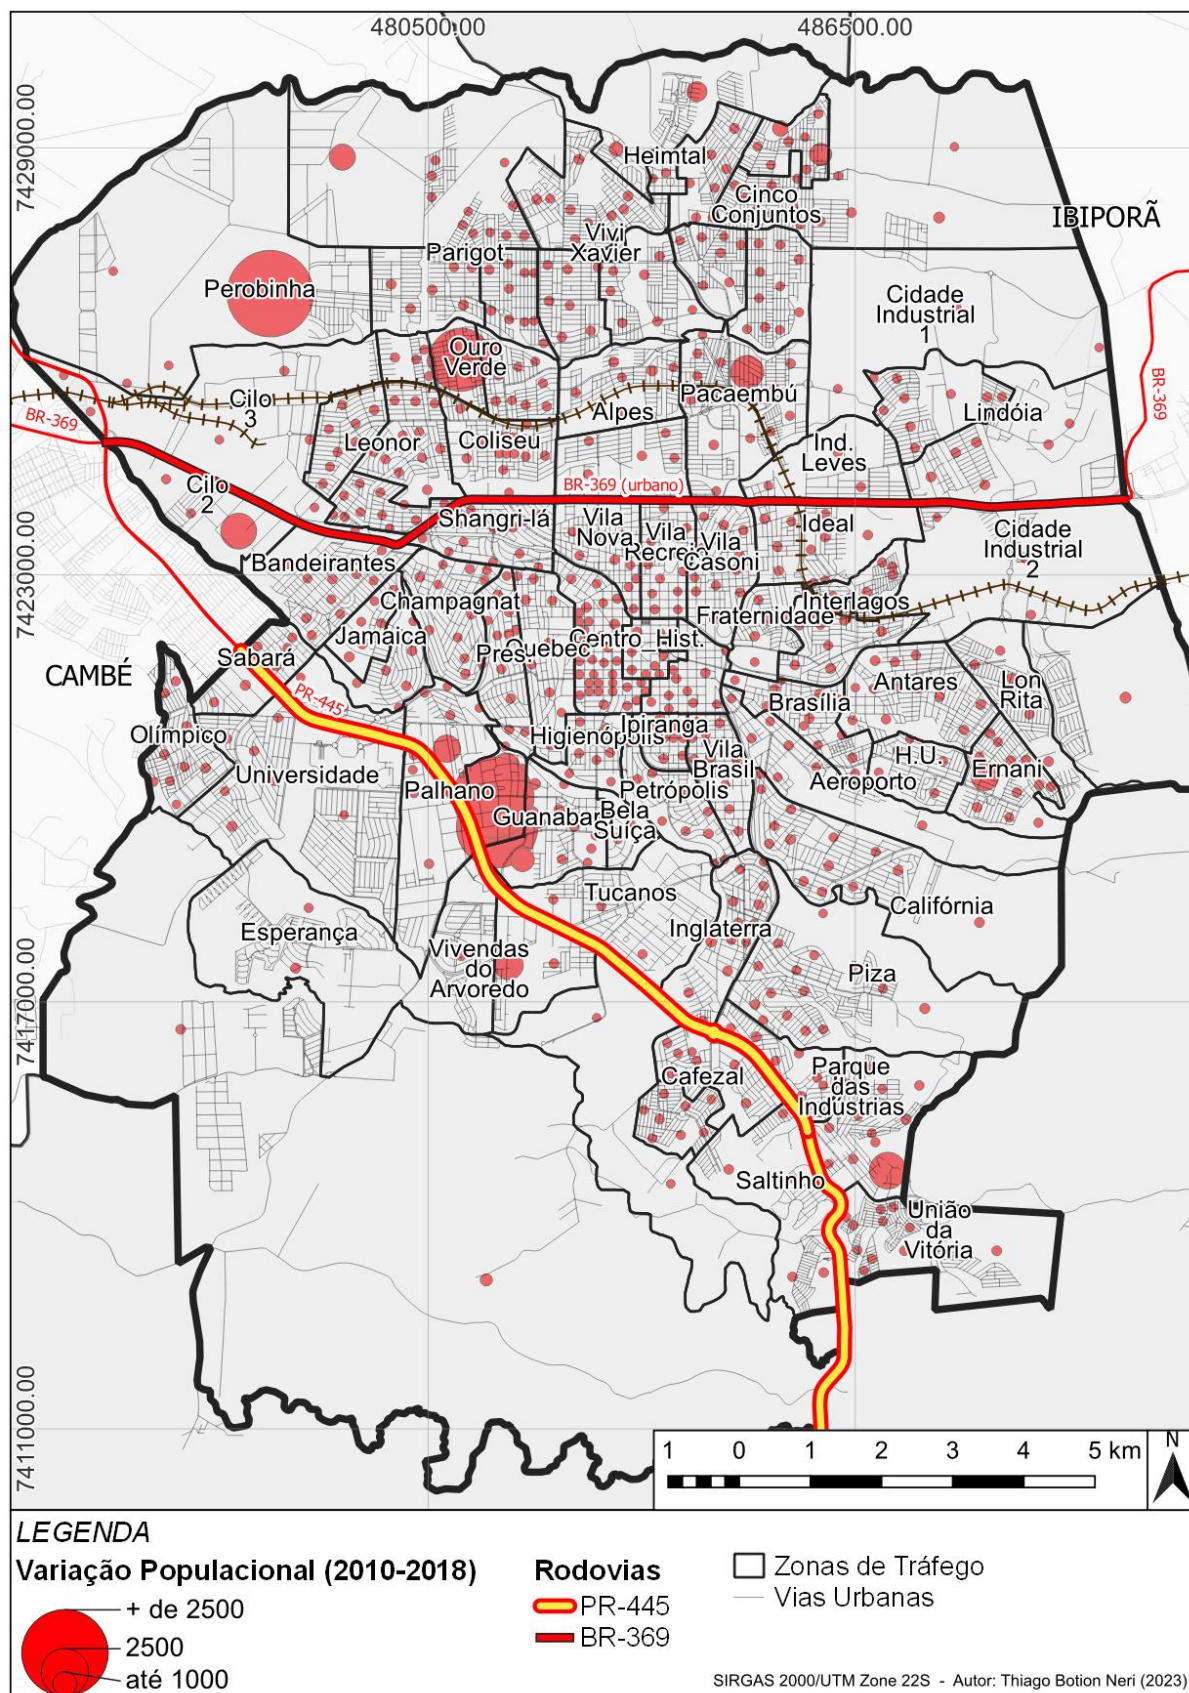 480500.00
486500.00
7429000.00
Heimtal
Cinco
Conjuntos
IBIPORÃ
Vivi
Xavier
Parigot
Perobinha
Cidade
Industrial
1
Ouro
Verde
BR-369
Pacaembú
Cilo
3
Alpes
Lindóia
BR-369
Leonor
Coliseu
Ind.
Leves
Cilo
2
BR-369 (urbano)
Shangri-lá
Vila
Nova
Vila
Recreio
Vila
Casoni
Ideal
Cidade
Industrial
2
Bandeirantes
7423000.00
Champagnat
Interlagos
Fraternidade
Jamaica
Pres.
Quebec
Centro_Hist.
Sabará
CAMBÉ
Antares
Lon
Rita
PR-445
Brasília
Olímpico
Higienópolis
Ipiranga
Vila
Brasil
H.U.
Ernani
Universidade
Aeroporto
Palhano
Petrópolis
Guanabara
Bela
Suíça
Tucanos
Califórnia
Esperança
Inglaterra
Vivendas
do
Arvoredo
Piza
7417000.00
Cafezal
Parque
das
Indústrias
Saltinho
União
da
Vitória
7411000.00
1 0 1 2 3 4 5 km
N
LEGENDA
Variação Populacional (2010-2018)
+ de 2500
2500
até 1000
Rodovias
PR-445
BR-369
Zonas de Tráfego
Vias Urbanas
SIRGAS 2000/UTM Zone 22S - Autor: Thiago Botion Neri (2023)